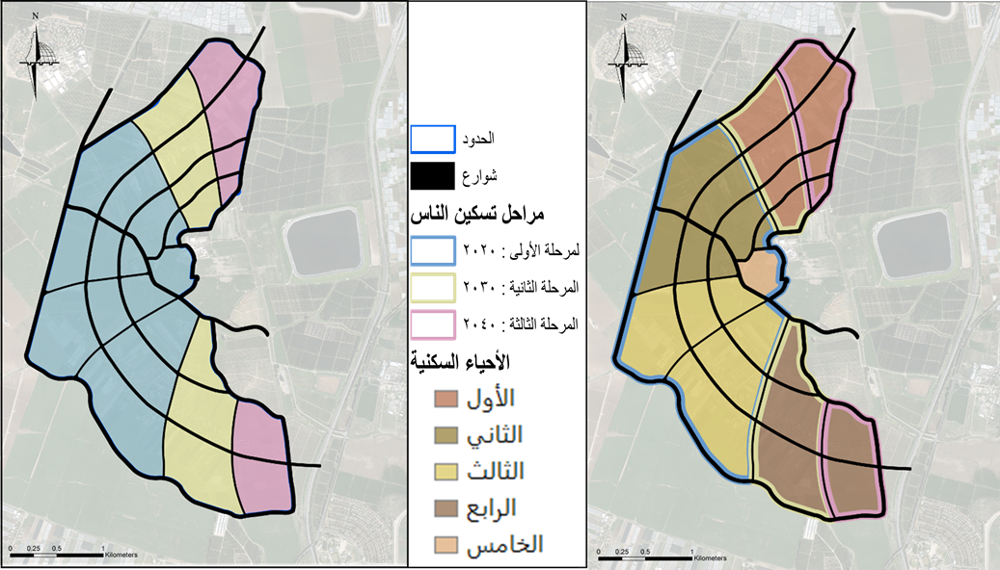 N
0 0.25 0.5 1
Kilometers
الحدود
شوارع
مراحل تسكين الناس
لمرحلة الأولى : ٢٠٢٠
المرحلة الثانية : ٢٠٣٠
المرحلة الثالثة : ٢٠٤٠
الأحياء السكنية
الأول
الثاني
الثالث
الرابع
الخامس
N
0 0.25 0.5 1
Kilometers